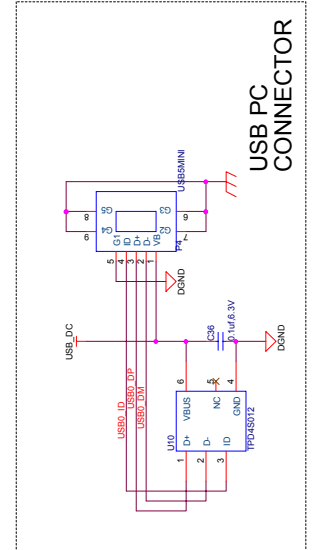 USB PC
CONNECTOR
USB5MINI
G5
G4
G3
G2
8
9
6
7
G1
ID
D+
D-
VB
5
4
3
2
1
P4
DGND
USB_DC
USB0_ID
USB0_DP
USB0_DM
C36
0.1uf,6.3V
DGND
U10
D+
D-
ID
VBUS
NC
GND
1
2
3
6
5
4
TPD4S012